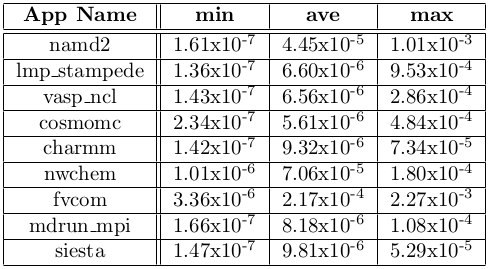 App Name min ave max
namd2 1.61x10⁻⁷ 4.45x10⁻⁵ 1.01x10⁻³
lmp_stampede 1.36x10⁻⁷ 6.60x10⁻⁶ 9.53x10⁻⁴
vasp_ncl 1.43x10⁻⁷ 6.56x10⁻⁶ 2.86x10⁻⁴
cosmomc 2.34x10⁻⁷ 5.61x10⁻⁶ 4.84x10⁻⁴
charmm 1.42x10⁻⁷ 9.32x10⁻⁶ 7.34x10⁻⁵
nwchem 1.01x10⁻⁶ 7.06x10⁻⁵ 1.80x10⁻⁴
fvcom 3.36x10⁻⁶ 2.17x10⁻⁴ 2.27x10⁻³
mdrun_mpi 1.66x10⁻⁷ 8.18x10⁻⁶ 1.08x10⁻⁴
siesta 1.47x10⁻⁷ 9.81x10⁻⁶ 5.29x10⁻⁵